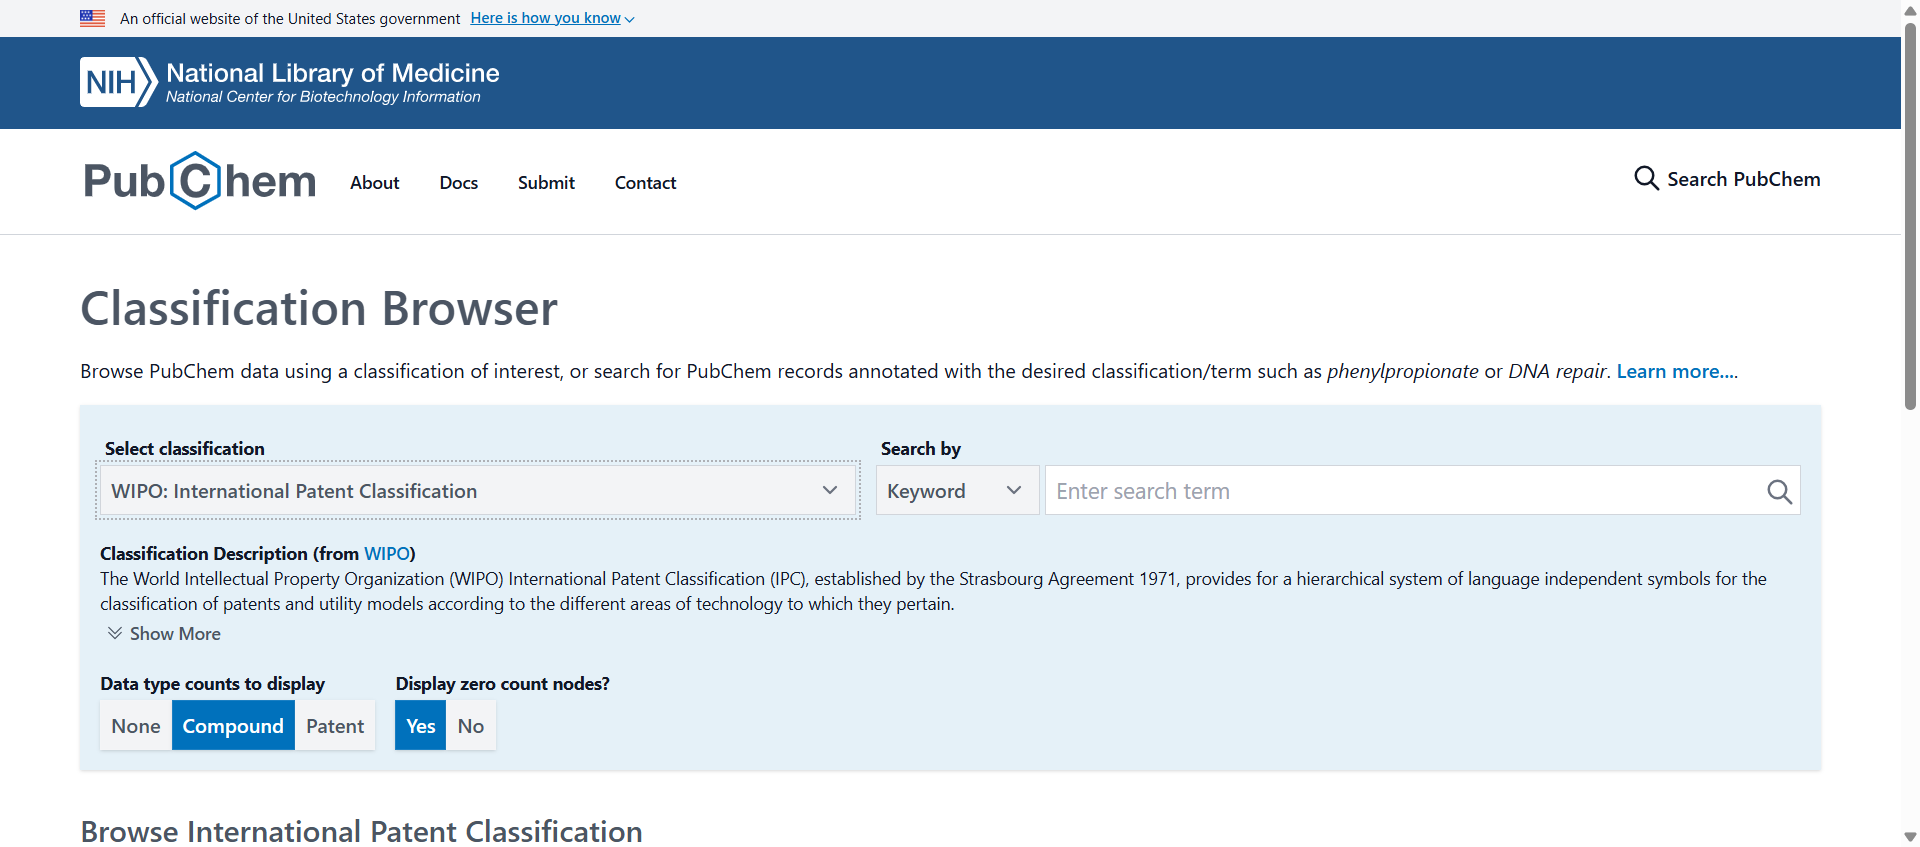 An official website of the United States government Here is how you know
NIH National Library of Medicine
National Center for Biotechnology Information
PubChem About Docs Submit Contact Search PubChem
Classification Browser
Browse PubChem data using a classification of interest, or search for PubChem records annotated with the desired classification/term such as phenylpropionate or DNA repair. Learn more....
Select classification Search by
WIPO: International Patent Classification Keyword Enter search term
Classification Description (from WIPO)
The World Intellectual Property Organization (WIPO) International Patent Classification (IPC), established by the Strasbourg Agreement 1971, provides for a hierarchical system of language independent symbols for the
classification of patents and utility models according to the different areas of technology to which they pertain.
Show More
Data type counts to display Display zero count nodes?
None Compound Patent Yes No
Browse International Patent Classification